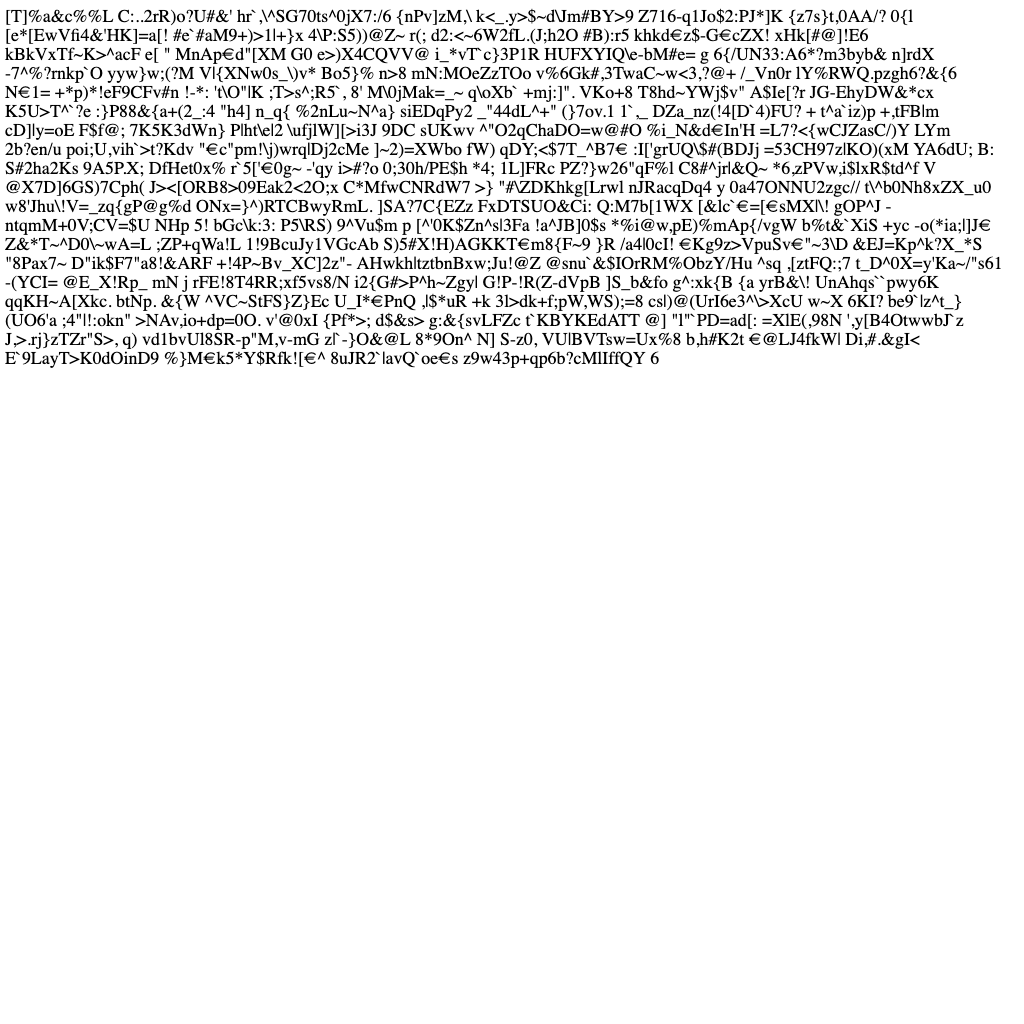 [T]%a&c%%L C:..2rR)o?U#&' hr`,\^SG70ts^0jX7:/6 {nPv]zM,\ k<_.y>$~d\Jm#BY>9 Z716-q1Jo$2:PJ*]K {z7s}t,0AA/? 0{l
[e*[EwVfi4&'HK]=a[! #e`#aM9+)>1|+}x 4\P:S5))@Z~ r(; d2:<~6W2fL.(J;h2O #B):r5 khkd€z$-G€cZX! xHk[#@]!E6
kBkVxTf~K>^acF e[ " MnAp€d"[XM G0 e>)X4CQVV@ i_*vT`c}3P1R HUFXYIQ\e-bM#e= g 6{/UN33:A6*?m3byb& n]rdX
-7^%?rnkp`O yyw}w;(?M V|{XNw0s_\)v* Bo5}% n>8 mN:MOeZzTOo v%6Gk#,3TwaC~w<3,?@+ /_Vn0r lY%RWQ.pzgh6?&{6
N€1= +*p)*!eF9CFv#n !-*: 't\O"|K ;T>s^;R5`, 8' M\0jMak=_~ q\oXb` +mj:]". VKo+8 T8hd~YWj$v" A$Ie[?r JG-EhyDW&*cx
K5U>T^`?e :}P88&{a+(2_:4 "h4] n_q{ %2nLu~N^a} siEDqPy2 _"44dL^+" (}7ov.1 1`,_ DZa_nz(!4[D`4)FU? + t^a`iz)p +,tFB|m
cD]|y=oE F$f@; 7K5K3dWn} P|ht\e|2 \ufjlW][>i3J 9DC sUKwv ^"O2qChaDO=w@#O %i_N&d€In'H =L7?<{wCJZasC/)Y LYm
2b?en/u poi;U,vih`>t?Kdv "€c"pm!\j)wrq|Dj2cMe ]~2)=XWbo fW) qDY;<$7T_^B7€ :I['grUQ\$#(BDJj =53CH97z|KO)(xM YA6dU; B:
S#2ha2Ks 9A5P.X; DfHet0x% r`5['€0g~ -'qy i>#?o 0;30h/PE$h *4; 1L]FRc PZ?}w26"qF%l C8#^jr|&Q~ *6,zPVw,i$lxR$td^f V
@X7D]6GS)7Cph( J><[ORB8>09Eak2<2O;x C*MfwCNRdW7 >} "#\ZDKhkg[Lrwl nJRacqDq4 y 0a47ONNU2zgc// t\^b0Nh8xZX_u0
w8'Jhu\!V=_zq{gP@g%d ONx=}^)RTCBwyRmL. ]SA?7C{EZz FxDTSUO&Ci: Q:M7b[1WX [&lc`€=[€sMX|\! gOP^J -
ntqmM+0V;CV=$U NHp 5! bGc\k:3: P5\RS) 9^Vu$m p [^'0K$Zn^s|3Fa !a^JB]0$s *%i@w,pE)%mAp{/vgW b%t&`XiS +yc -o(*ia;|]J€
Z&*T~^D0\~wA=L ;ZP+qWa!L 1!9BcuJy1VGcAb S)5#X!H)AGKKT€m8{F~9 }R /a4|0cI! €Kg9z>VpuSv€"~3\D &EJ=Kp^k?X_*S
"8Pax7~ D"ik$F7"a8!&ARF +!4P~Bv_XC]2z"- AHwkh|tztbnBxw;Ju!@Z @snu`&$IOrRM%ObzY/Hu ^sq ,[ztFQ:;7 t_D^0X=y'Ka~/"s61
-(YCI= @E_X!Rp_ mN j rFE!8T4RR;xf5vs8/N i2{G#>P^h~Zgy| G!P-!R(Z-dVpB ]S_b&fo g^:xk{B {a yrB&\! UnAhqs``pwy6K
qqKH~A[Xkc. btNp. &{W ^VC~StFS}Z}Ec U_I*€PnQ ,l$*uR +k 3l>dk+f;pW,WS);=8 cs|)@(UrI6e3^\>XcU w~X 6KI? be9`|z^t_}
(UO6'a ;4"|!:okn" >NAv,io+dp=0O. v'@0xI {Pf*>; d$&s> g:&{svLFZc t`KBYKEdATT @] "l"`PD=ad[: =XlE(,98N ',y[B4OtwwbJ`z
J,>.rj}zTZr"S>, q) vd1bvUl8SR-p"M,v-mG z|`-}O&@L 8*9On^ N] S-z0, VU|BVTsw=Ux%8 b,h#K2t €@LJ4fkW| Di,#.&gI<
E`9LayT>K0dOinD9 %}M€k5*Y$Rfk![€^ 8uJR2`|avQ`oe€s z9w43p+qp6b?cMlIffQY 6